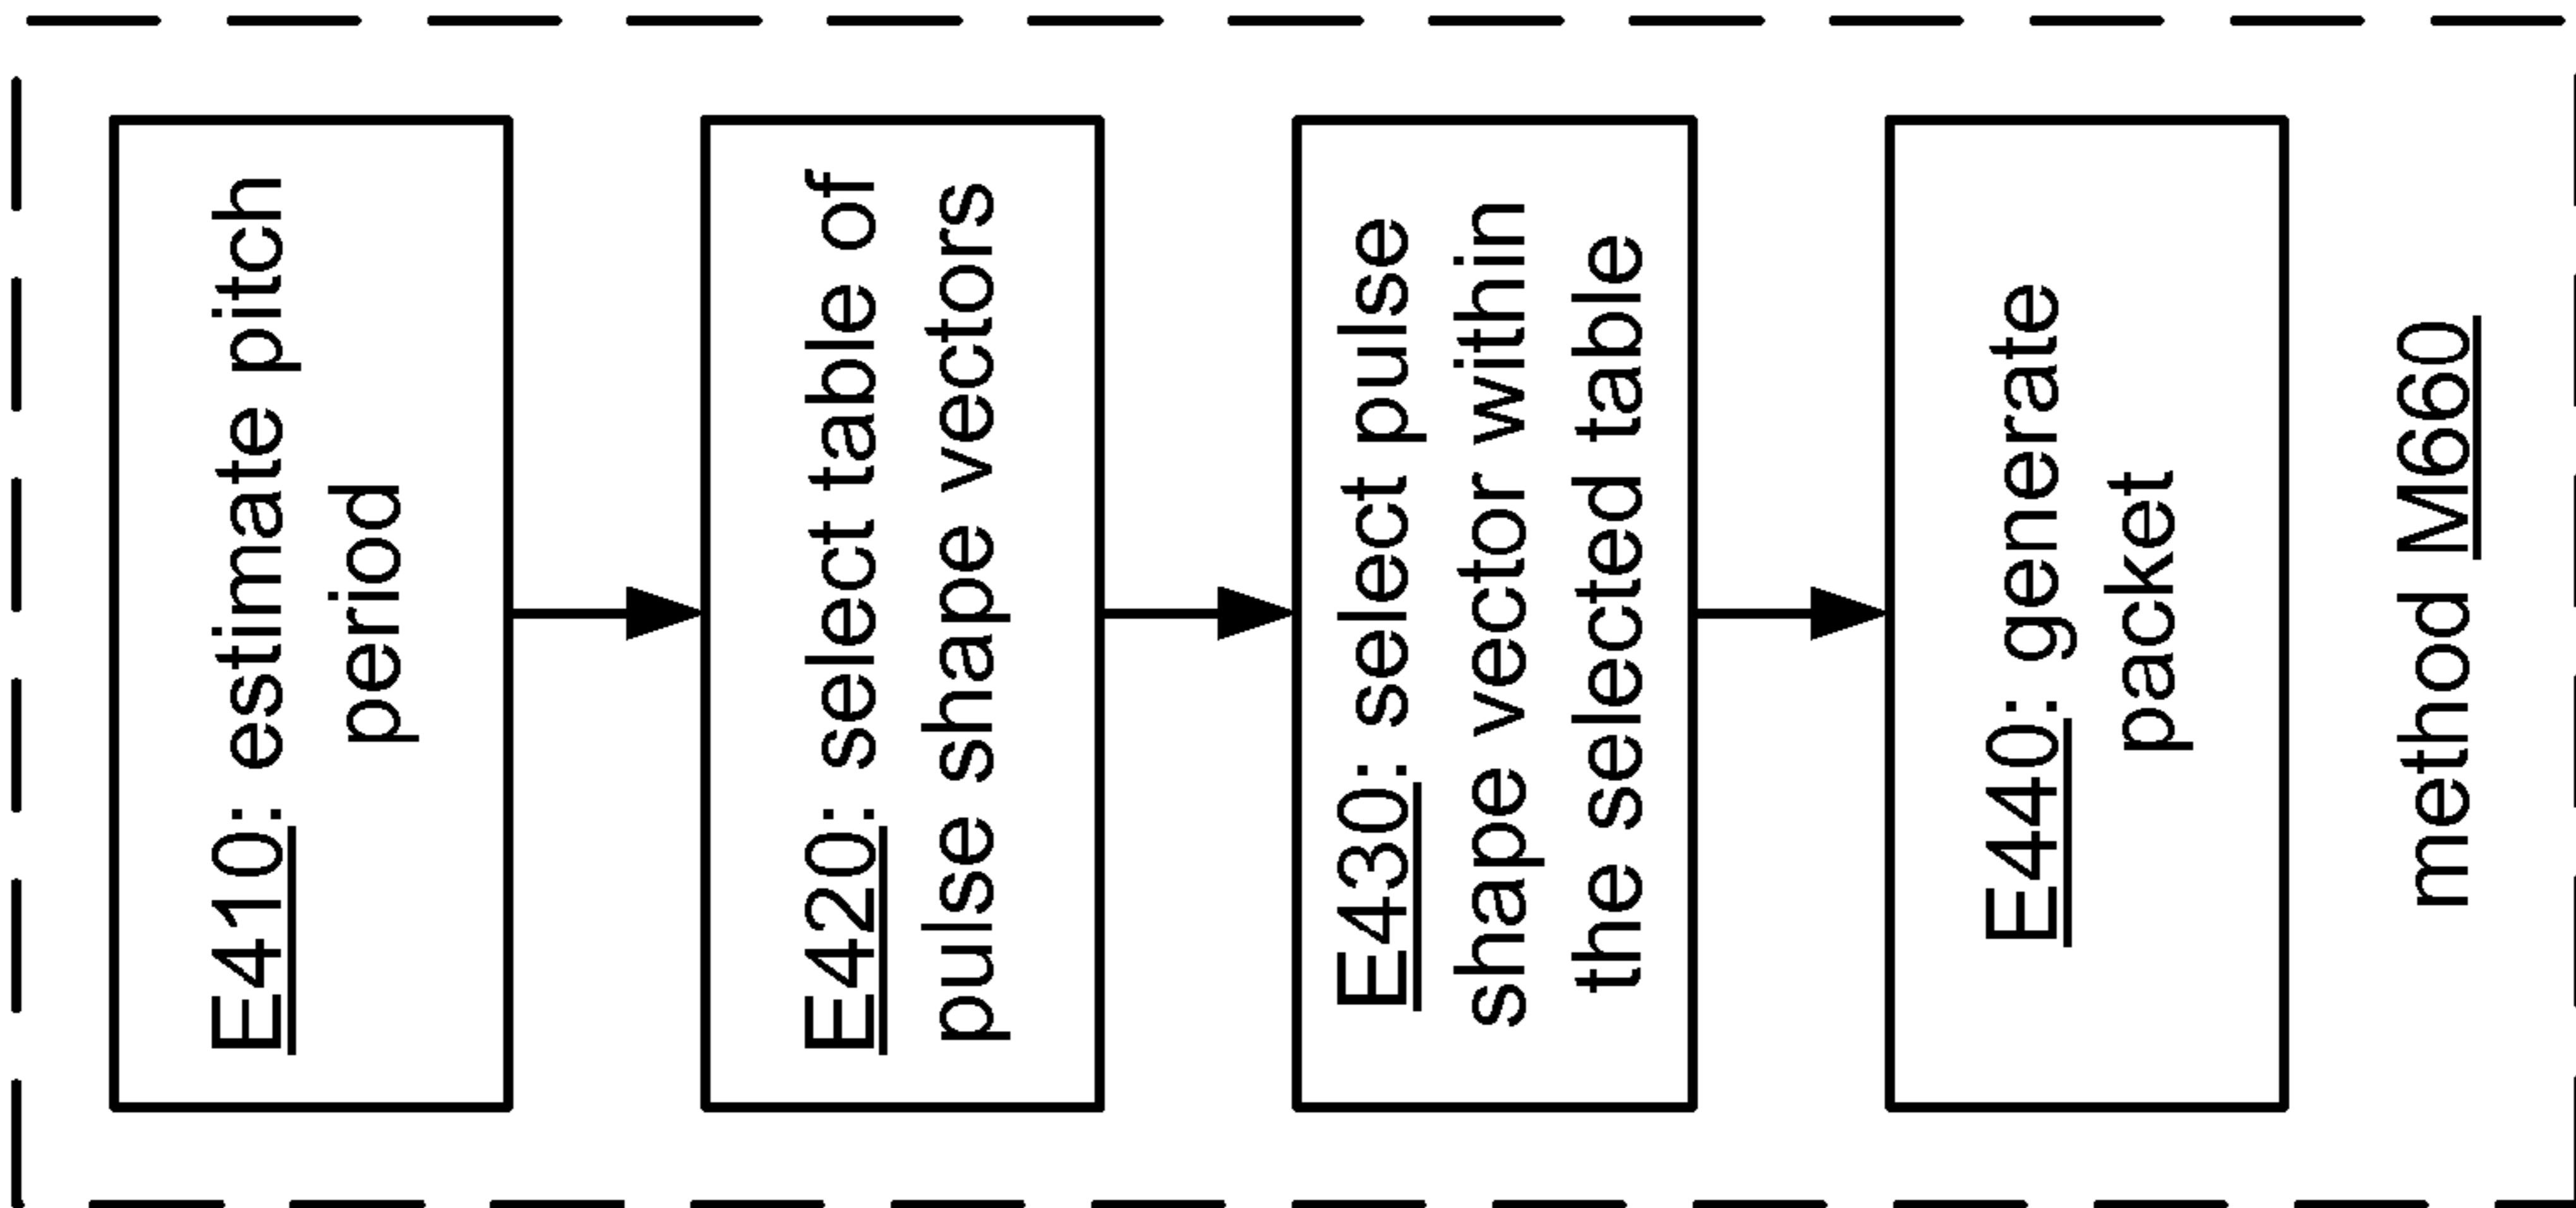 E410: estimate pitch
period
E420: select table of
pulse shape vectors
E430: select pulse
shape vector within
the selected table
E440: generate
packet
method M660